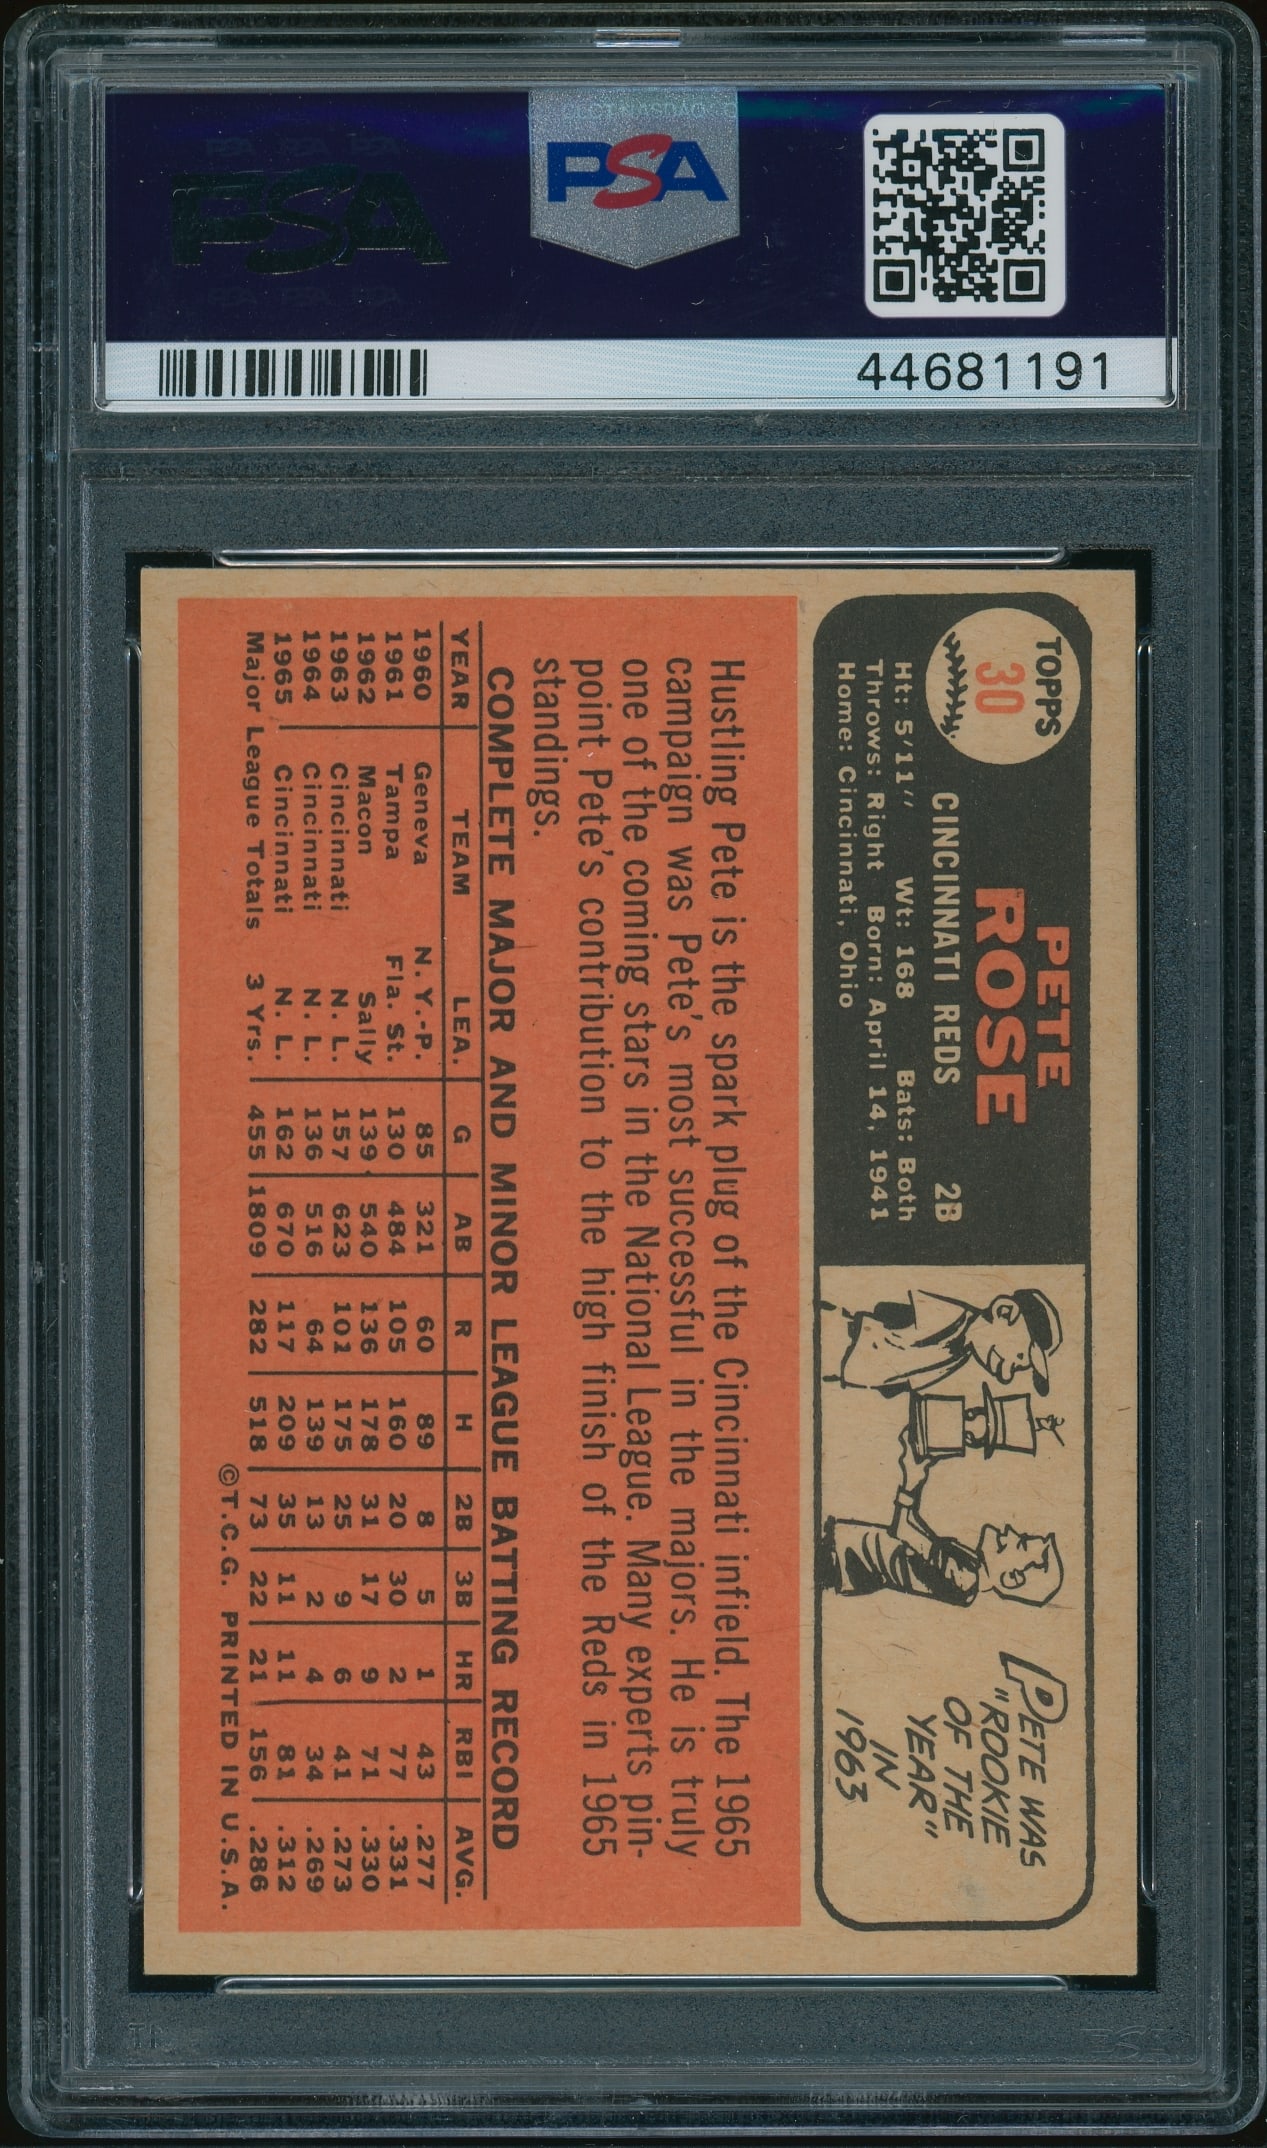 PSA
PSA
44681191
TOPPS
30
PETE
ROSE
CINCINNATI REDS 2B
Ht: 5'11" Wt: 168 Bats: Both
Throws: Right Born: April 14, 1941
Home: Cincinnati, Ohio
PETE WAS
"ROOKIE
OF THE
YEAR"
IN
1963
Hustling Pete is the spark plug of the Cincinnati infield. The 1965
campaign was Pete's most successful in the majors. He is truly
one of the coming stars in the National League. Many experts pin-
point Pete's contribution to the high finish of the Reds in 1965
standings.
COMPLETE MAJOR AND MINOR LEAGUE BATTING RECORD
YEAR TEAM LEA. G AB R H 2B 3B HR RBI AVG.
1960 Geneva N. Y.-P. 85 321 60 89 8 5 1 43 .277
1961 Tampa Fla. St. 130 484 105 160 20 30 2 77 .331
1962 Macon Sally 139 540 136 178 31 17 9 71 .330
1963 Cincinnati N. L. 157 623 101 175 25 9 6 41 .273
1964 Cincinnati N. L. 136 516 64 139 13 2 4 34 .269
1965 Cincinnati N. L. 162 670 117 209 35 11 11 81 .312
Major League Totals 3 Yrs. 455 1809 282 518 73 22 21 156 .286
©T.C.G. PRINTED IN U.S.A.